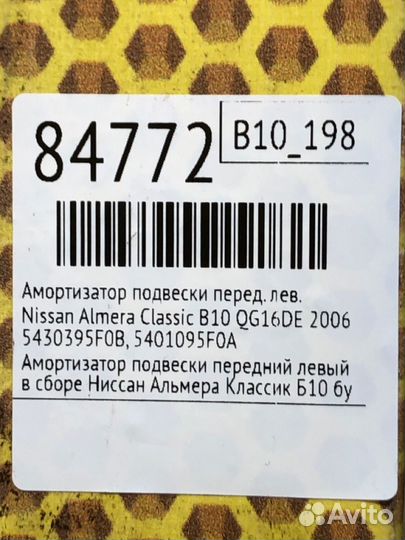 84772
B10_198
Амортизатор подвески перед. лев.
Nissan Almera Classic B10 QG16DE 2006
5430395F0B, 5401095F0A
Амортизатор подвески передний левый
в сборе Ниссан Альмера Классик Б10 бу
Avito